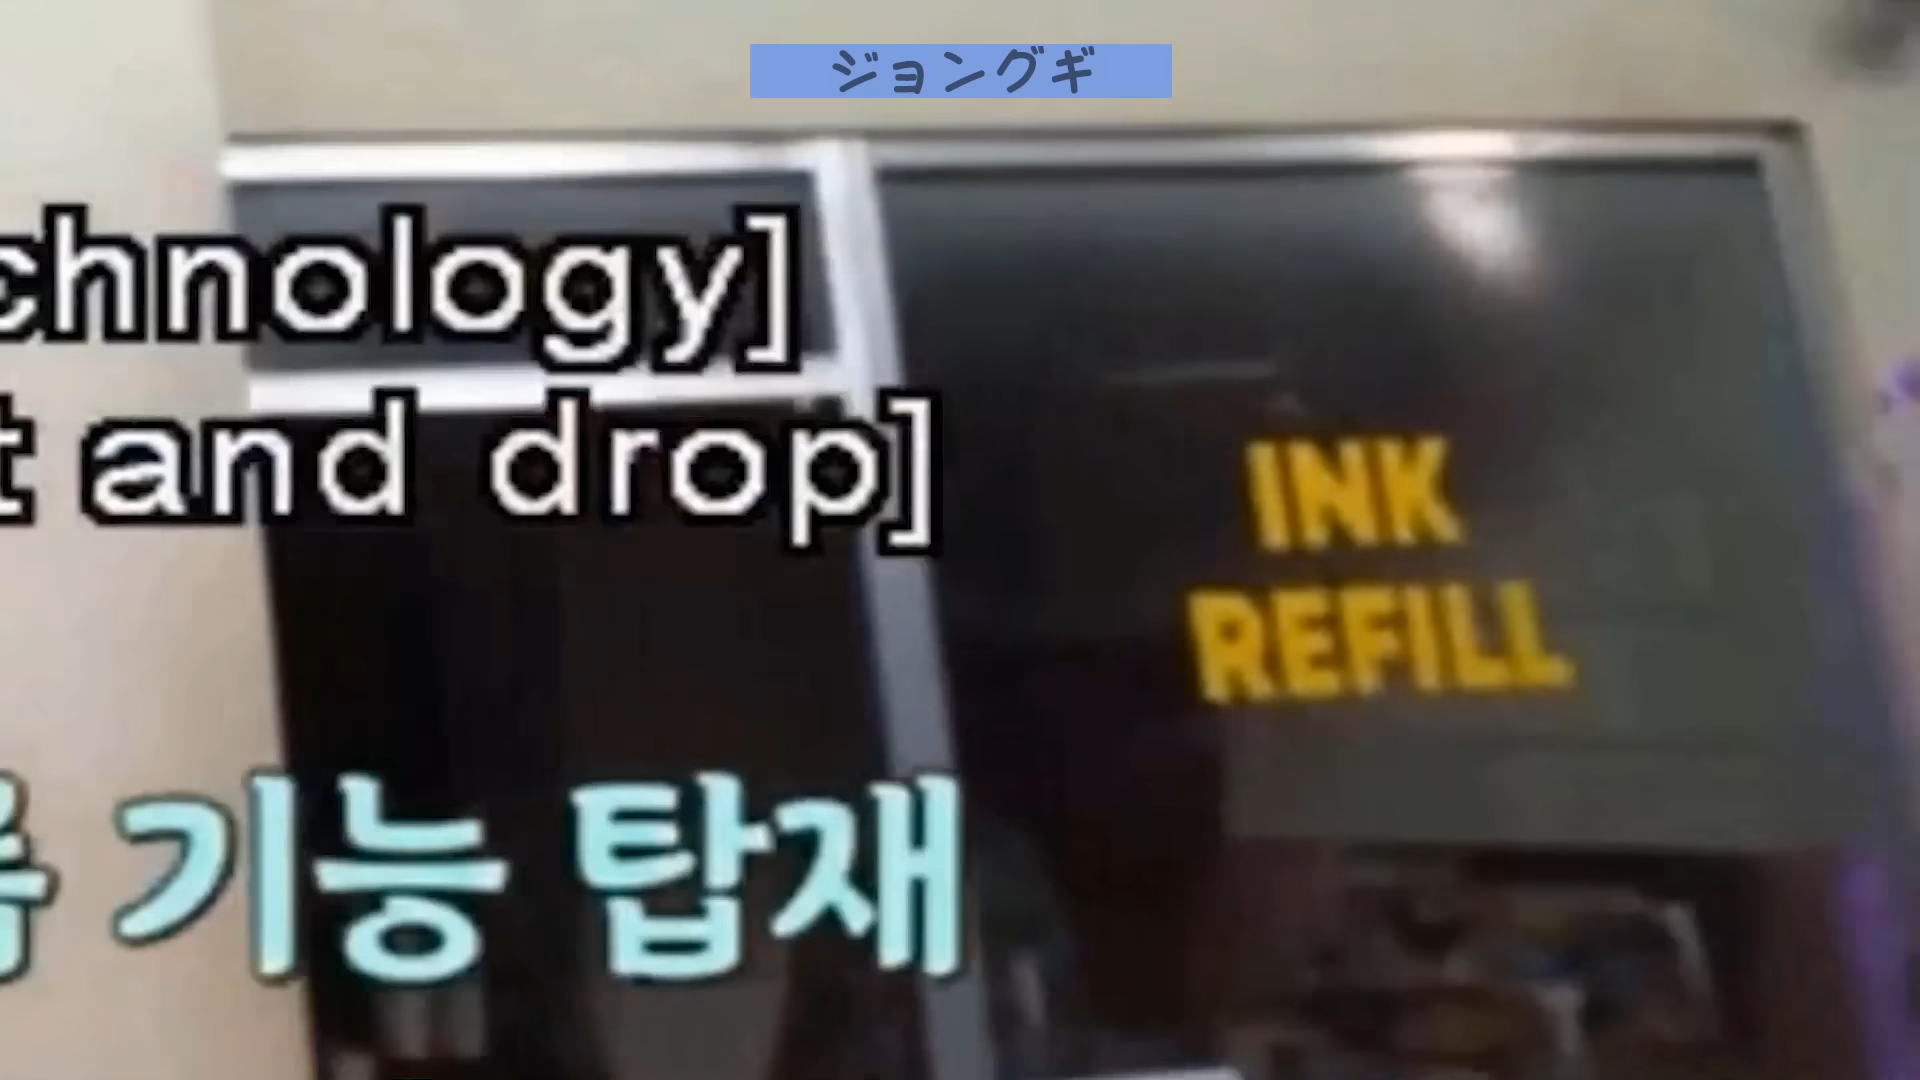 ジョングギ
chnology]
and drop]
INK
REFILL
기능 탑재